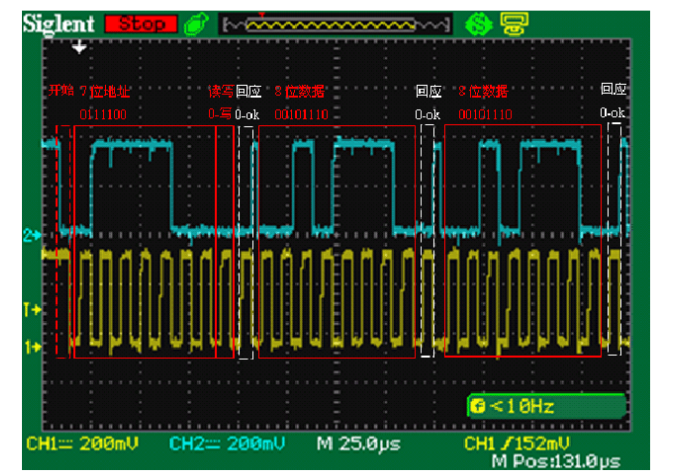 Siglent Stop
开始 7位地址 读写 回应 8位数据 回应 8位数据 回应
0111100 0-写 0-ok 00101110 0-ok 00101110 0-ok
2
T
1
f <10Hz
CH1 200mV CH2 200mV M 25.0μs CH1 /152mV
M Pos:131.0μs